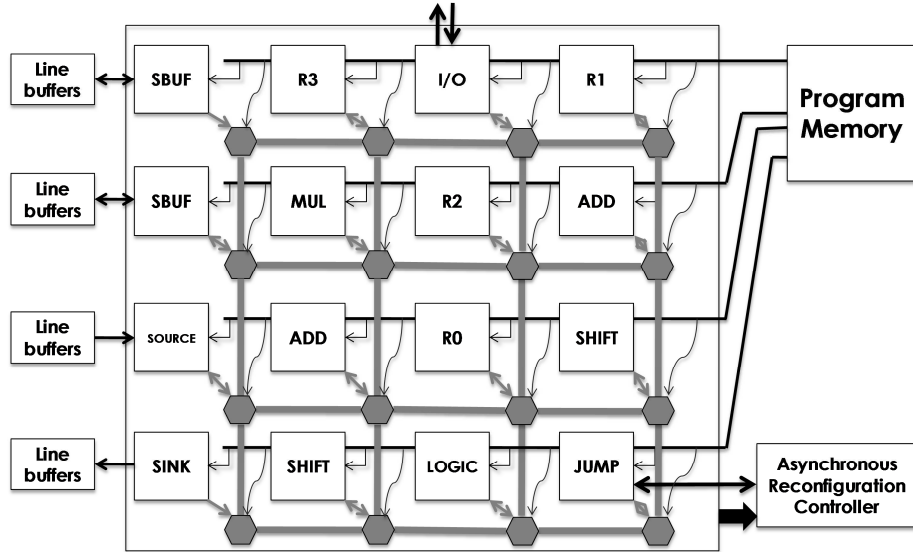 Line
buffers
SBUF
R3
I/O
R1
Program
Memory
Line
buffers
SBUF
MUL
R2
ADD
Line
buffers
SOURCE
ADD
R0
SHIFT
Line
buffers
SINK
SHIFT
LOGIC
JUMP
Asynchronous
Reconfiguration
Controller